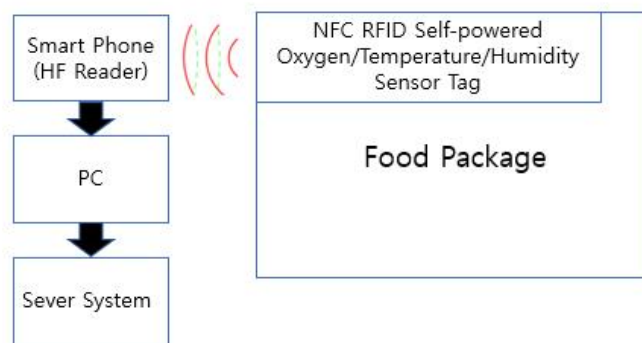 Smart Phone
(HF Reader)
NFC RFID Self-powered
Oxygen/Temperature/Humidity
Sensor Tag
Food Package
PC
Sever System